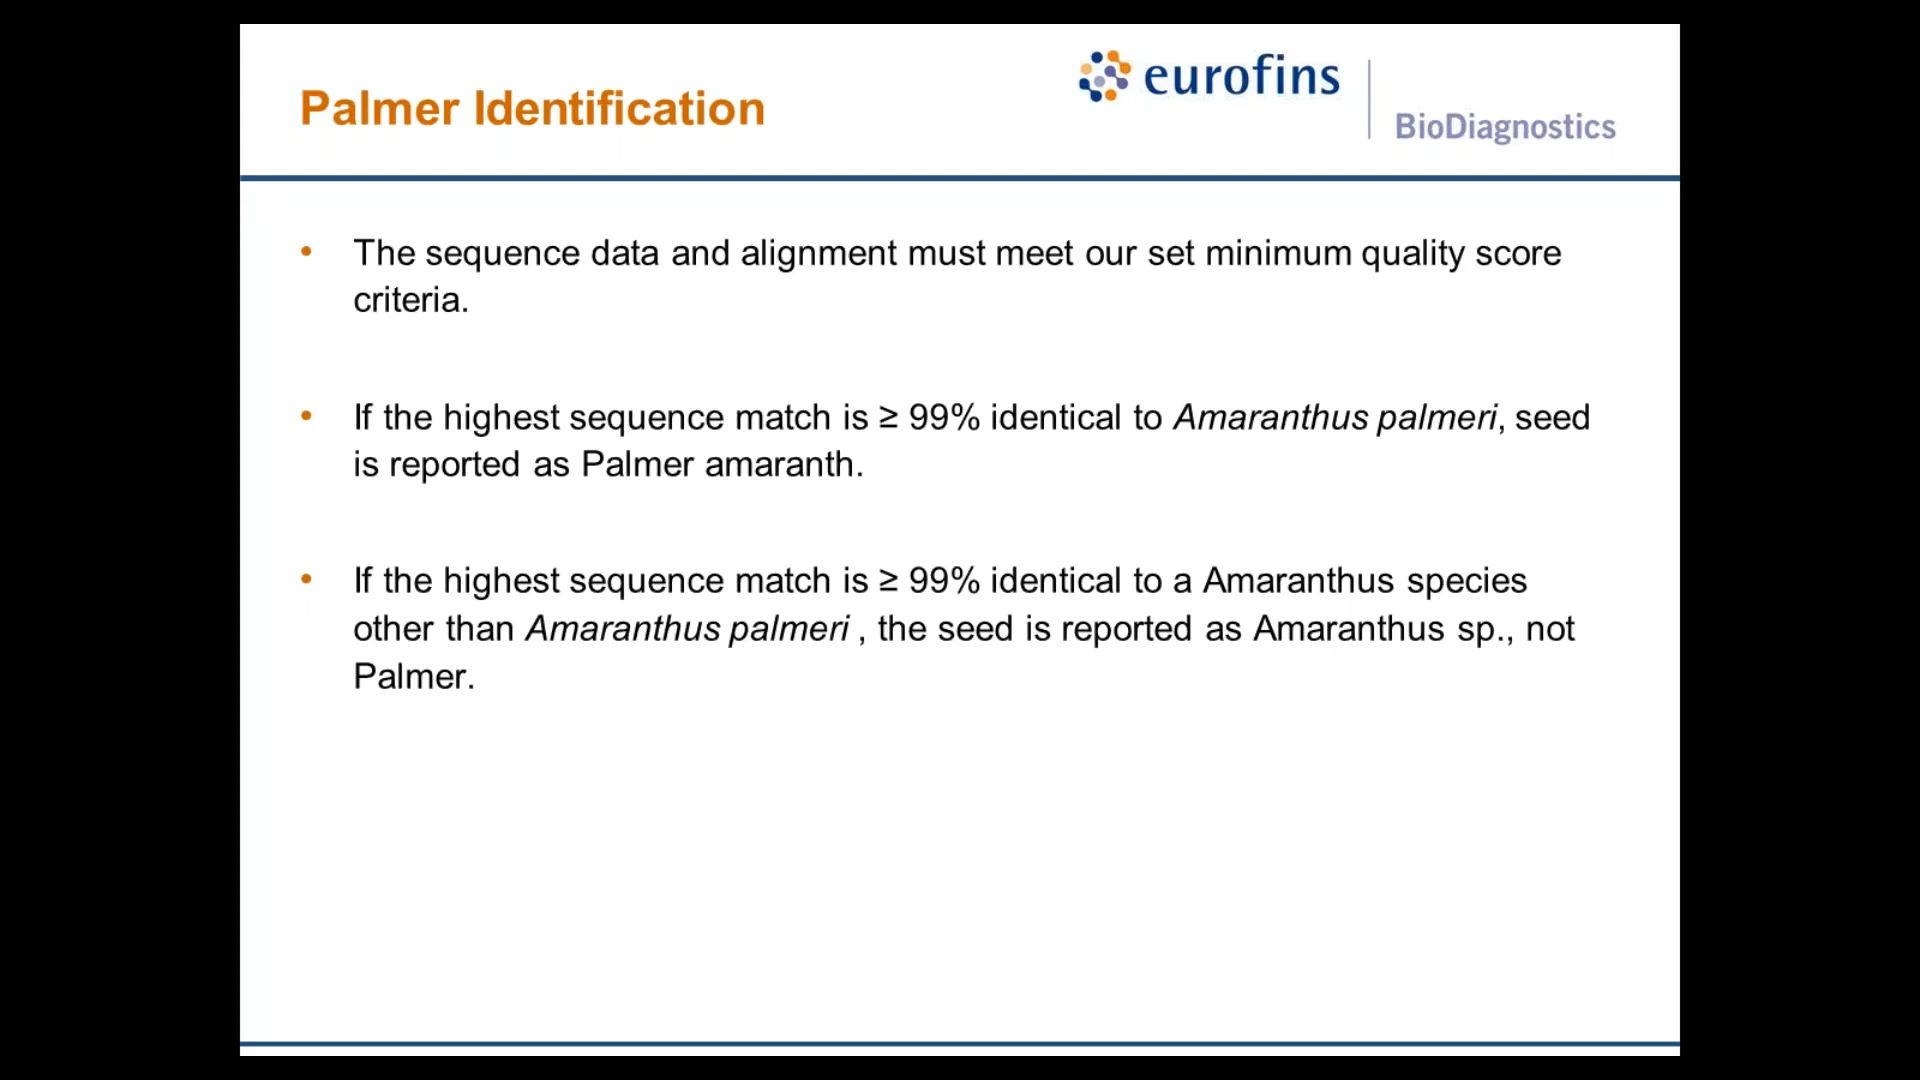 Palmer Identification
eurofins
BioDiagnostics
• The sequence data and alignment must meet our set minimum quality score
criteria.
• If the highest sequence match is ≥ 99% identical to Amaranthus palmeri, seed
is reported as Palmer amaranth.
• If the highest sequence match is ≥ 99% identical to a Amaranthus species
other than Amaranthus palmeri , the seed is reported as Amaranthus sp., not
Palmer.